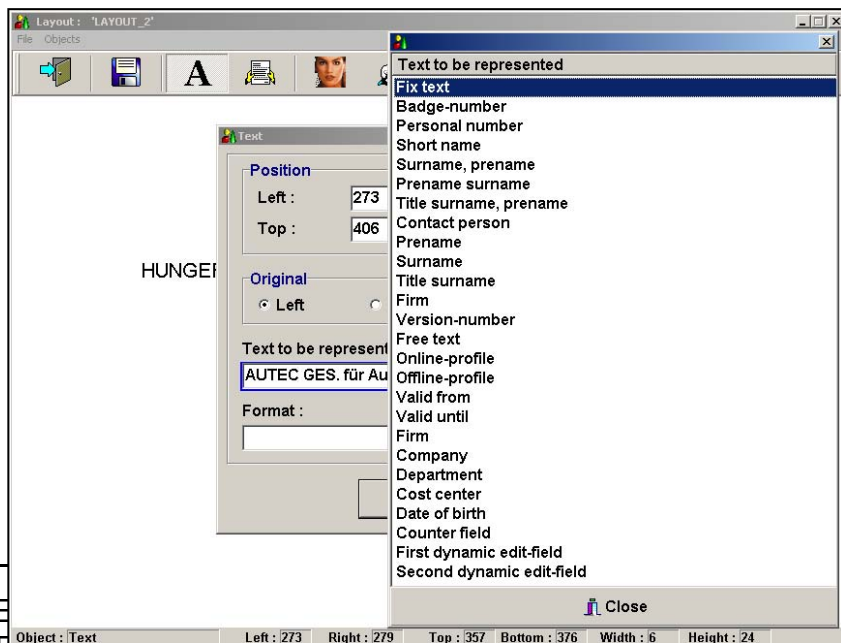 Layout : 'LAYOUT_2'
File Objects
A
Text to be represented
Fix text
Badge-number
Personal number
Short name
Surname, prename
Prename surname
Title surname, prename
Contact person
Prename
Surname
Title surname
Firm
Version-number
Free text
Online-profile
Offline-profile
Valid from
Valid until
Firm
Company
Department
Cost center
Date of birth
Counter field
First dynamic edit-field
Second dynamic edit-field
Close
Text
Position
Left : 273
Top : 406
Original
Left
Text to be represent
AUTEC GES. für Au
Format :
HUNGE
Object : Text Left : 273 Right : 279 Top : 357 Bottom : 376 Width : 6 Height : 24